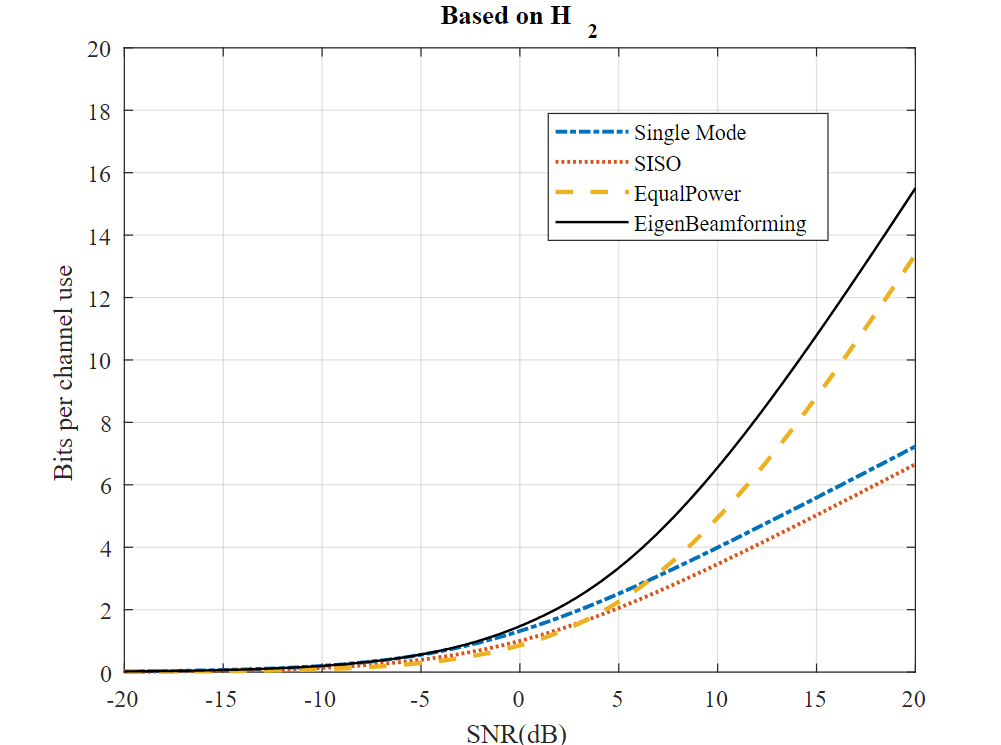 Based on H 2
20
18
16
14
12
10
8
6
4
2
0
Bits per channel use
Single Mode
SISO
EqualPower
EigenBeamforming
-20 -15 -10 -5 0 5 10 15 20
SNR(dB)